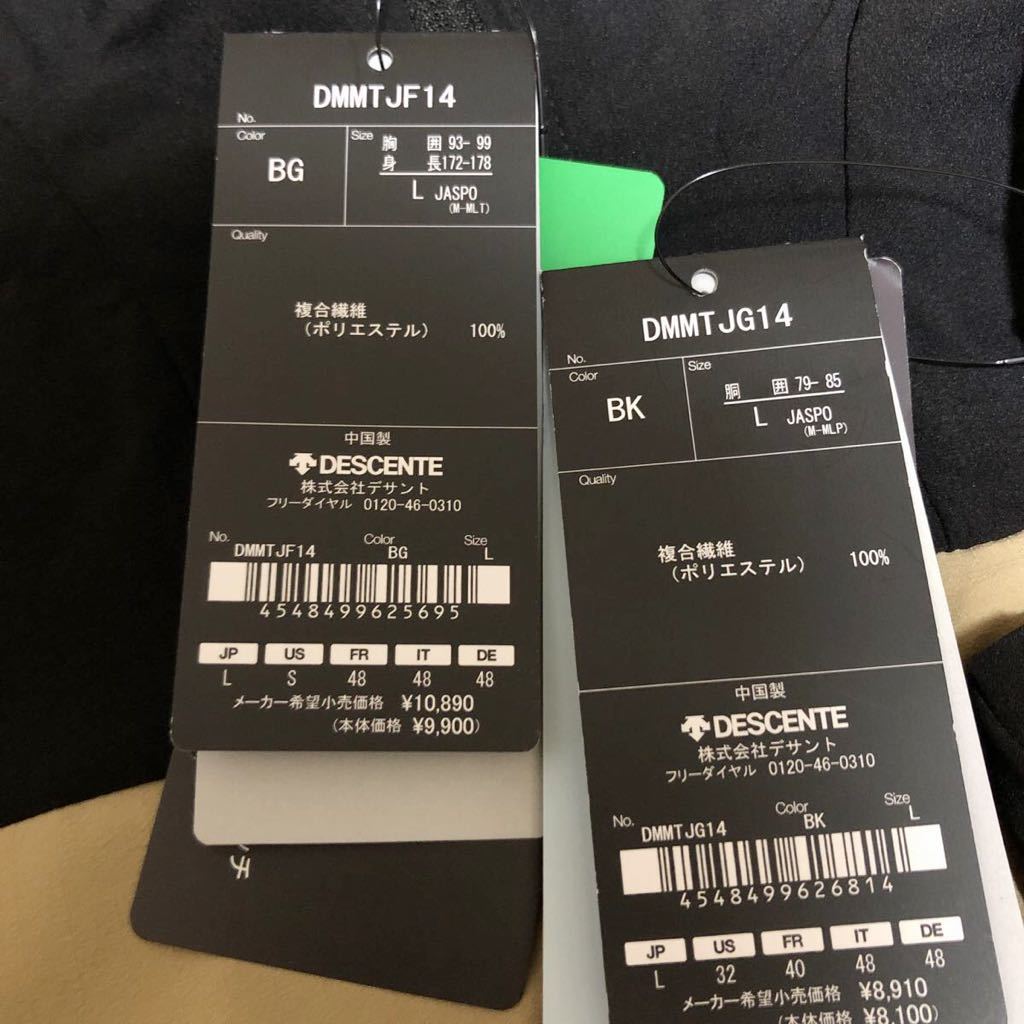 DMMTJF14
No.
Color
BG
Size 胸 囲 93- 99
身 長172-178
L JASPO
(M-MLT)
Quality
複合繊維
(ポリエステル) 100%
中国製
DESCENTE
株式会社デサント
フリーダイヤル 0120-46-0310
No. Color Size
DMMTJF14 BG L
4548499625695
JP US FR IT DE
L S 48 48 48
メーカー希望小売価格 ¥10,890
(本体価格 ¥9,900)
DMMTJG14
No.
Color
BK
Size
胴 囲 79- 85
L JASPO
(M-MLP)
Quality
複合繊維
(ポリエステル) 100%
中国製
DESCENTE
株式会社デサント
フリーダイヤル 0120-46-0310
No. Color Size
DMMTJG14 BK L
4548499626814
JP US FR IT DE
L 32 40 48 48
メーカー希望小売価格 ¥8,910
(本体価格 ¥8,100)